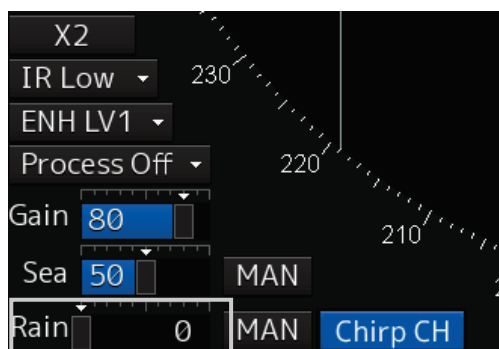 X2
IR Low
230
ENH LV1
Process Off
220
Gain 80
210
Sea 50 MAN
Rain 0 MAN Chirp CH